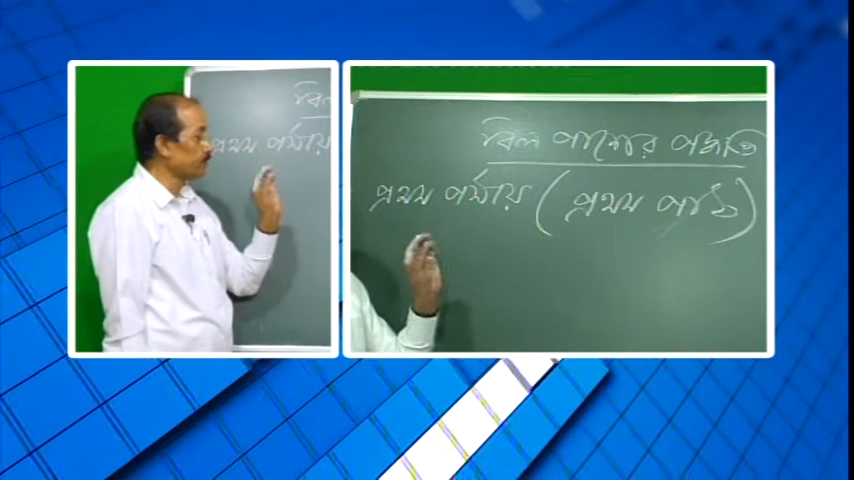 বিল পাশের পদ্ধতি
প্রথম পর্যায় ( প্রথম পাঠ )